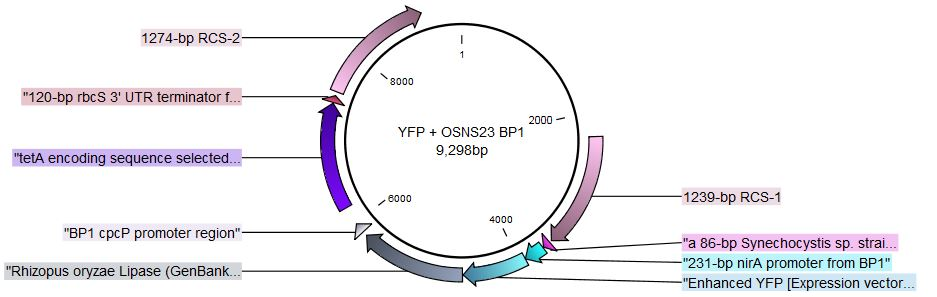 1274-bp RCS-2
1
8000
"120-bp rbcS 3' UTR terminator f...
2000
YFP + OSNS23 BP1
9,298bp
"tetA encoding sequence selected...
6000
1239-bp RCS-1
4000
"BP1 cpcP promoter region"
"a 86-bp Synechocystis sp. strai...
"231-bp nirA promoter from BP1"
"Rhizopus oryzae Lipase (GenBank...
"Enhanced YFP [Expression vector...